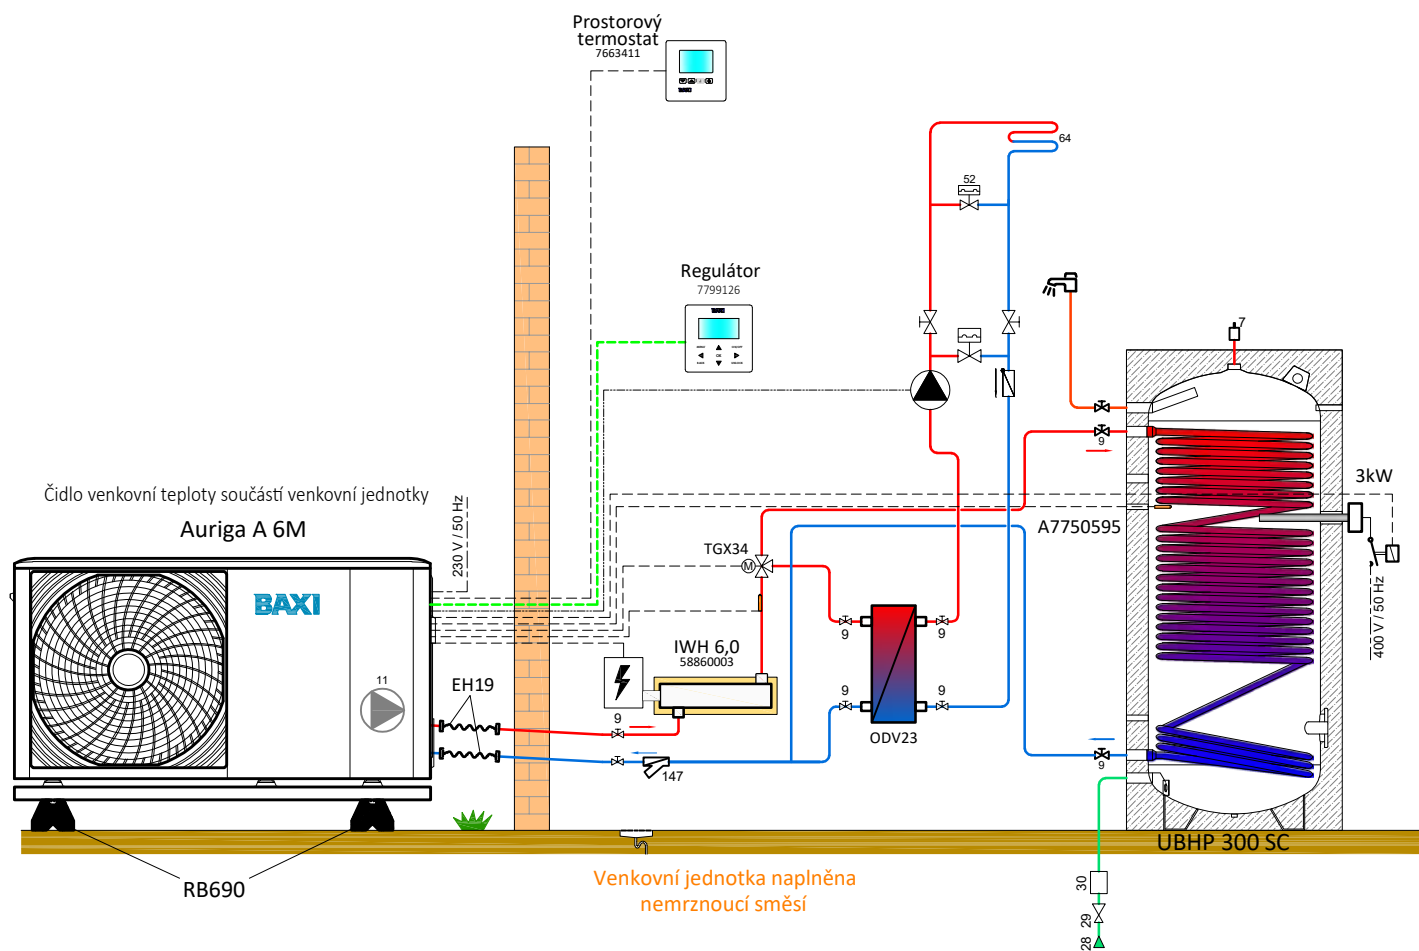 Prostorový
termostat
7663411
64
52
Regulátor
7799126
BAXI
OK
7
9
3kW
A7750595
Čidlo venkovní teploty součástí venkovní jednotky
Auriga A 6M
230 V / 50 Hz
TGX34
M
400 V / 50 Hz
BAXI
9
9
IWH 6,0
58860003
11
EH19
9
9
9
ODV23
147
9
UBHP 300 SC
RB690
Venkovní jednotka naplněna
nemrznoucí směsí
30
29
28